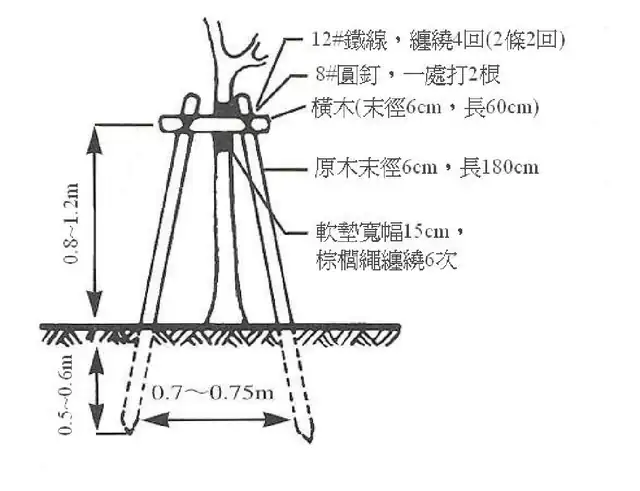 12#鐵線，纏繞4回(2條2回)
8#圓釘，一處打2根
橫木(末徑6cm，長60cm)
原木末徑6cm，長180cm
軟墊寬幅15cm，
棕櫚繩纏繞6次
0.8~1.2m
0.5~0.6m
0.7～0.75m